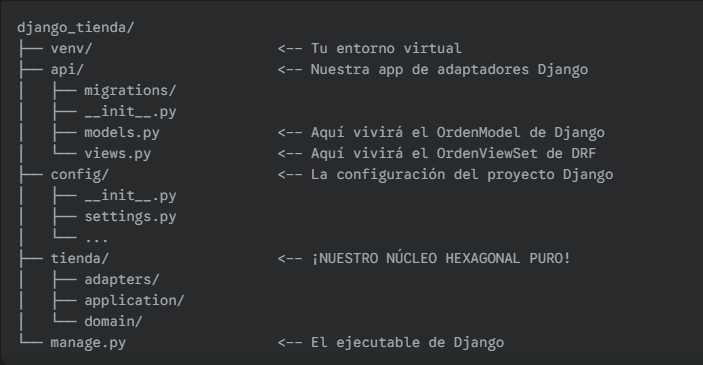 django_tienda/
├── venv/                      <-- Tu entorno virtual
├── api/                       <-- Nuestra app de adaptadores Django
│   ├── migrations/
│   ├── __init__.py
│   ├── models.py              <-- Aquí vivirá el OrdenModel de Django
│   └── views.py               <-- Aquí vivirá el OrdenViewSet de DRF
├── config/                    <-- La configuración del proyecto Django
│   ├── __init__.py
│   ├── settings.py
│   └── ...
├── tienda/                    <-- ¡NUESTRO NÚCLEO HEXAGONAL PURO!
│   ├── adapters/
│   ├── application/
│   └── domain/
└── manage.py                  <-- El ejecutable de Django